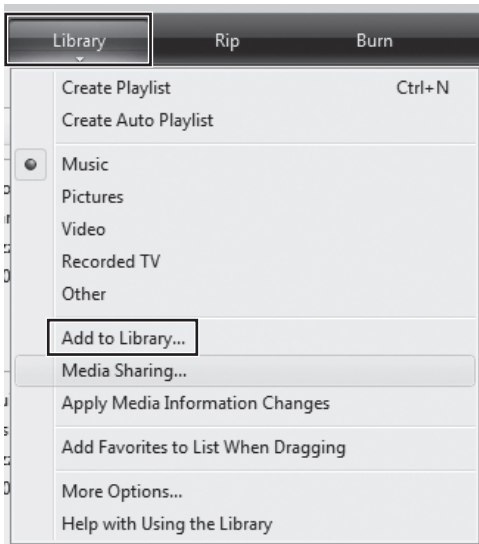 Library Rip Burn
Create Playlist Ctrl+N
Create Auto Playlist
Music
Pictures
Video
Recorded TV
Other
Add to Library...
Media Sharing...
Apply Media Information Changes
Add Favorites to List When Dragging
More Options...
Help with Using the Library